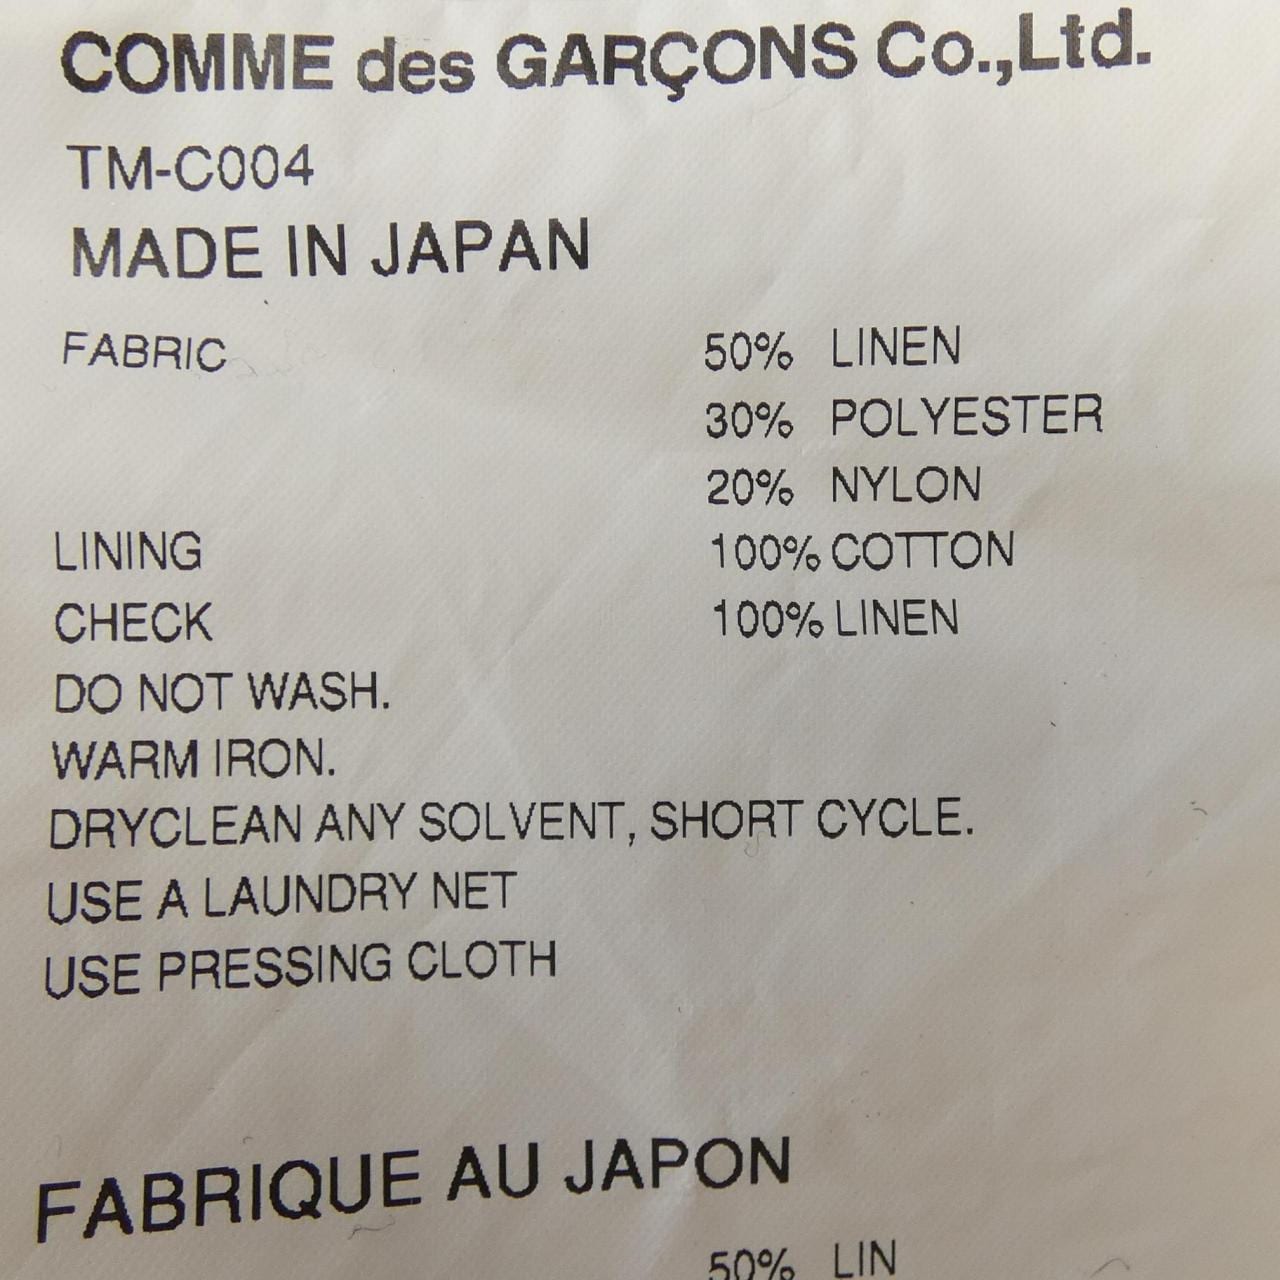 COMME des GARÇONS Co.,Ltd.
TM-C004
MADE IN JAPAN
FABRIC 50% LINEN
30% POLYESTER
20% NYLON
LINING 100% COTTON
CHECK 100% LINEN
DO NOT WASH.
WARM IRON.
DRYCLEAN ANY SOLVENT, SHORT CYCLE.
USE A LAUNDRY NET
USE PRESSING CLOTH
FABRIQUE AU JAPON
50% LIN